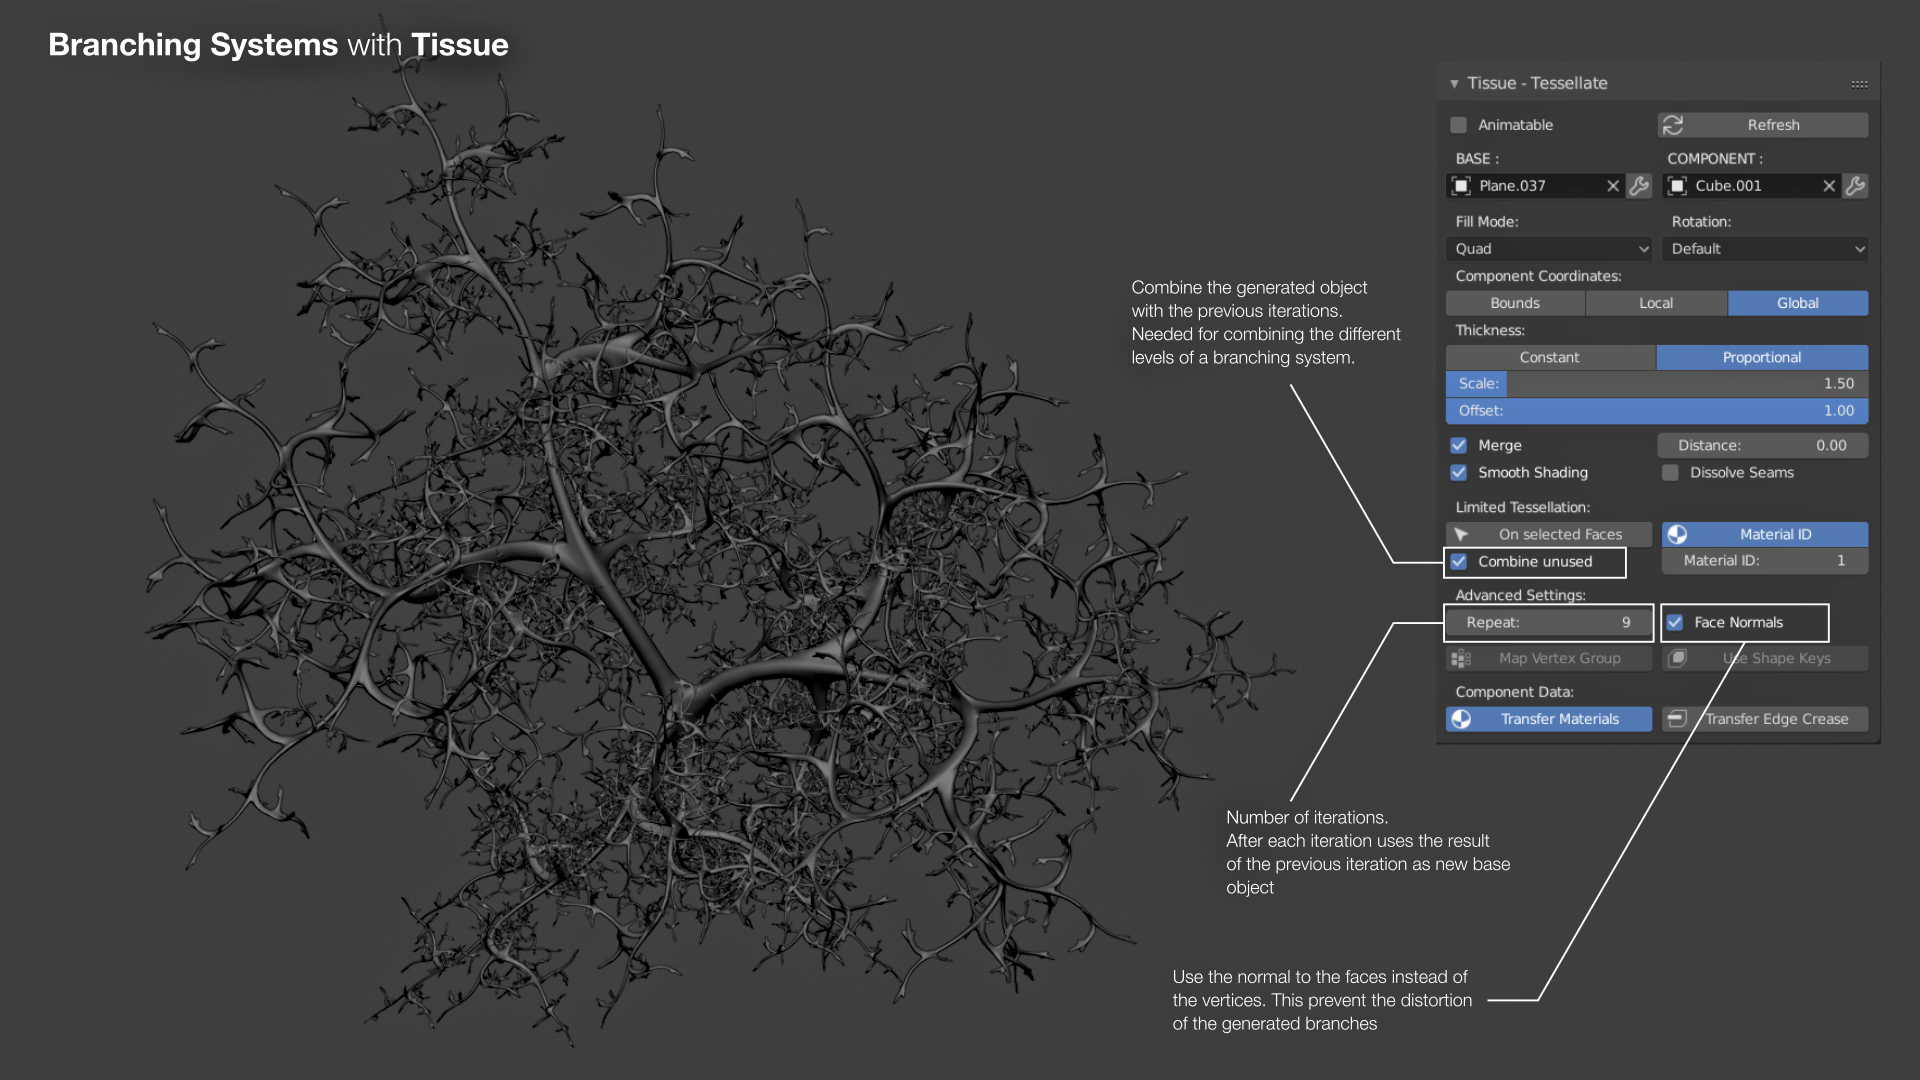 Branching Systems with Tissue
Tissue - Tessellate
Animatable
Refresh
BASE :
COMPONENT :
Plane.037
Cube.001
Fill Mode:
Rotation:
Quad
Default
Component Coordinates:
Bounds
Local
Global
Thickness:
Constant
Proportional
Scale: 1.50
Offset: 1.00
Merge
Distance: 0.00
Smooth Shading
Dissolve Seams
Limited Tessellation:
On selected Faces
Material ID
Combine unused
Material ID: 1
Advanced Settings:
Repeat: 9
Face Normals
Map Vertex Group
Use Shape Keys
Component Data:
Transfer Materials
Transfer Edge Crease
Combine the generated object
with the previous iterations.
Needed for combining the different
levels of a branching system.
Number of iterations.
After each iteration uses the result
of the previous iteration as new base
object
Use the normal to the faces instead of
the vertices. This prevent the distortion
of the generated branches